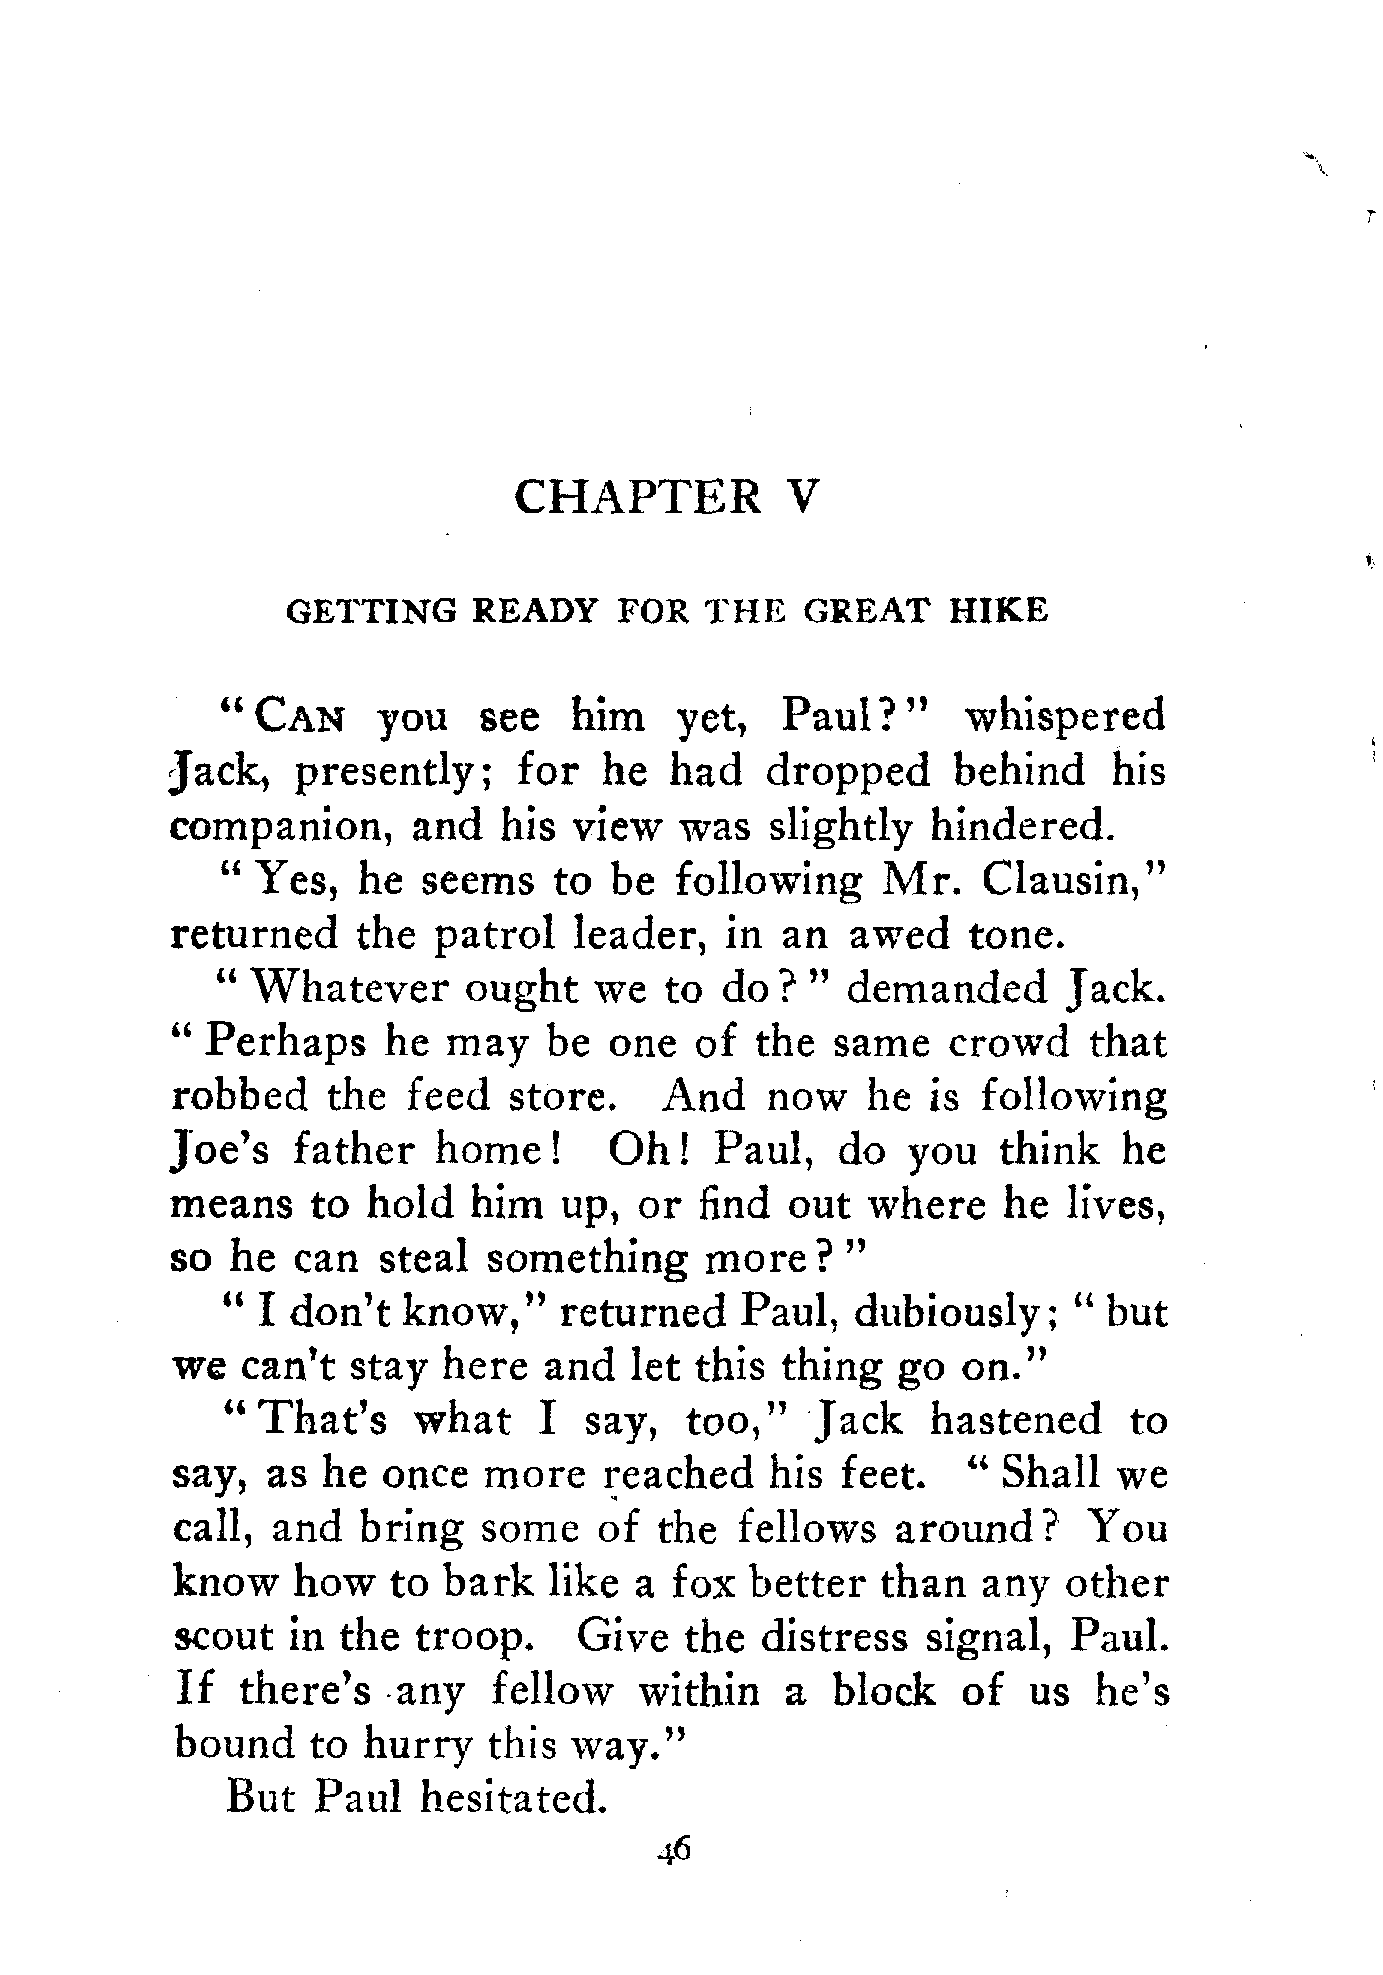 CHAPTER V
GETTING READY FOR THE GREAT HIKE
“ CAN you see him yet, Paul? ” whispered
Jack, presently; for he had dropped behind his
companion, and his view was slightly hindered.
“ Yes, he seems to be following Mr. Clausin,”
returned the patrol leader, in an awed tone.
“ Whatever ought we to do? ” demanded Jack.
“ Perhaps he may be one of the same crowd that
robbed the feed store. And now he is following
Joe’s father home! Oh! Paul, do you think he
means to hold him up, or find out where he lives,
so he can steal something more? ”
“ I don’t know,” returned Paul, dubiously; “ but
we can’t stay here and let this thing go on.”
“ That’s what I say, too,” Jack hastened to
say, as he once more reached his feet. “ Shall we
call, and bring some of the fellows around? You
know how to bark like a fox better than any other
scout in the troop. Give the distress signal, Paul.
If there’s any fellow within a block of us he’s
bound to hurry this way.”
But Paul hesitated.
46